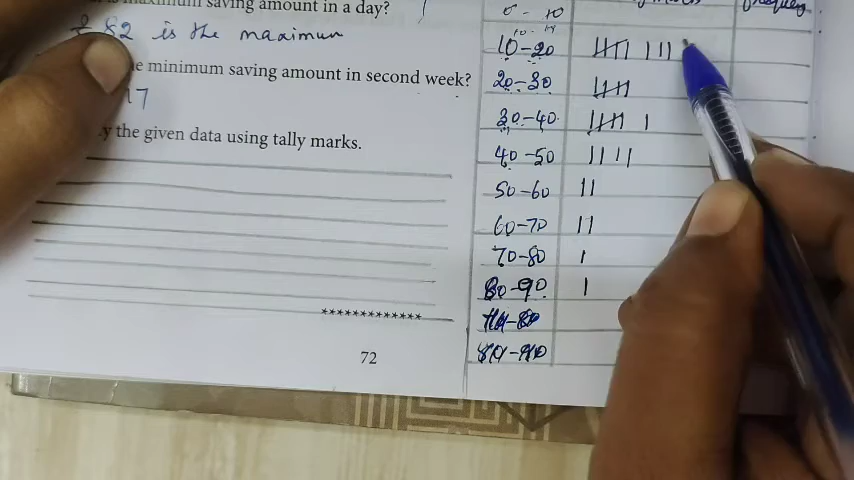 saving amount in a day?
82 is the maximum
e minimum saving amount in second week?
17
y the given data using tally marks.
*************
72
0 - 10
10 - 19
10-20 |||| |||
20-30 ||||
30-40 |||| |
40-50 ||||
50-60 ||
60-70 ||
70-80 |
80-90 |